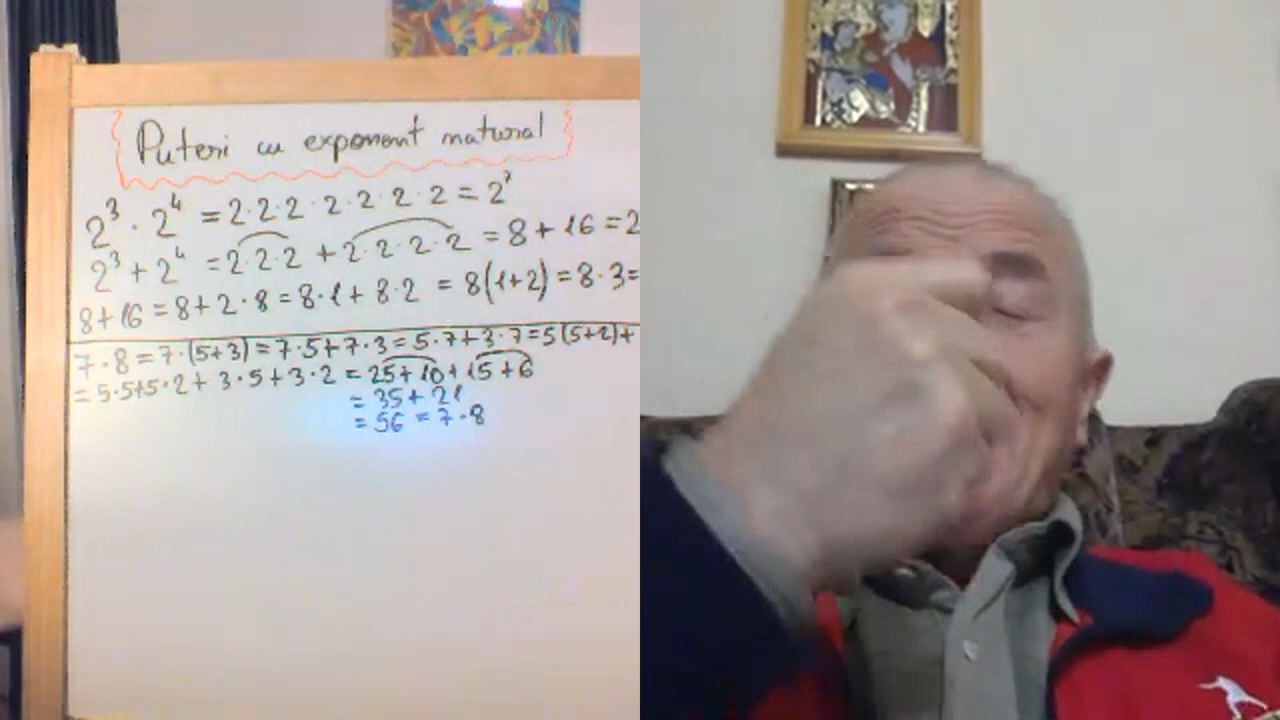 Puteri cu exponent natural
2³ · 2⁴ = 2·2·2·2·2·2·2 = 2⁷
2³ + 2⁴ = 2·2·2 + 2·2·2·2 = 8 + 16 = 2
8 + 16 = 8 + 2·8 = 8·1 + 8·2 = 8(1+2) = 8·3 =
7·8 = 7·(5+3) = 7·5 + 7·3 = 5·7 + 3·7 = 5(5+2) +
= 5·5 + 5·2 + 3·5 + 3·2 = 25 + 10 + 15 + 6
= 35 + 21
= 56 = 7·8